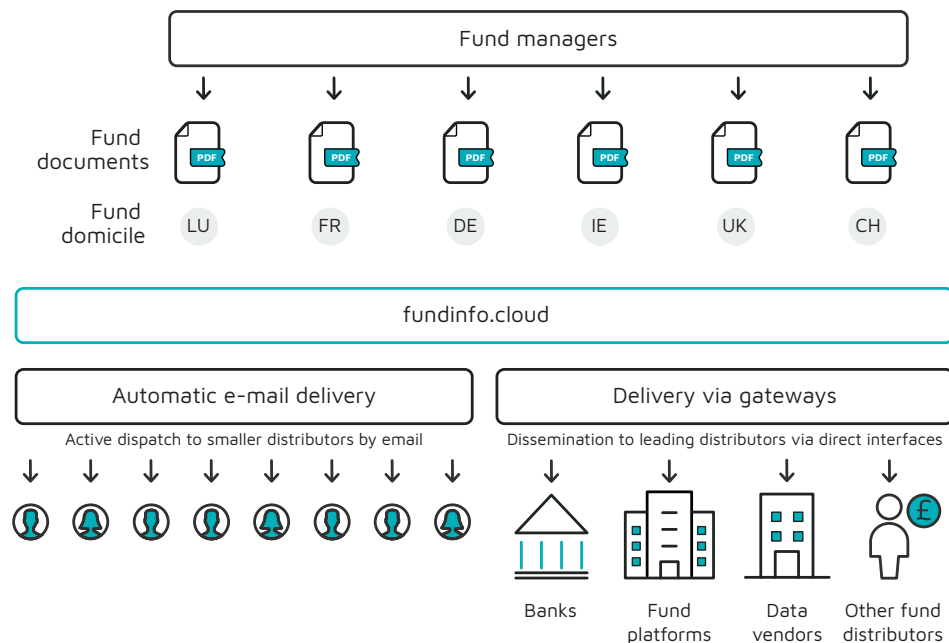 Fund managers
Fund
documents
PDF PDF PDF PDF PDF PDF
Fund
domicile
LU FR DE IE UK CH
fundinfo.cloud
Automatic e-mail delivery
Active dispatch to smaller distributors by email
Delivery via gateways
Dissemination to leading distributors via direct interfaces
£
Banks
Fund
platforms
Data
vendors
Other fund
distributors